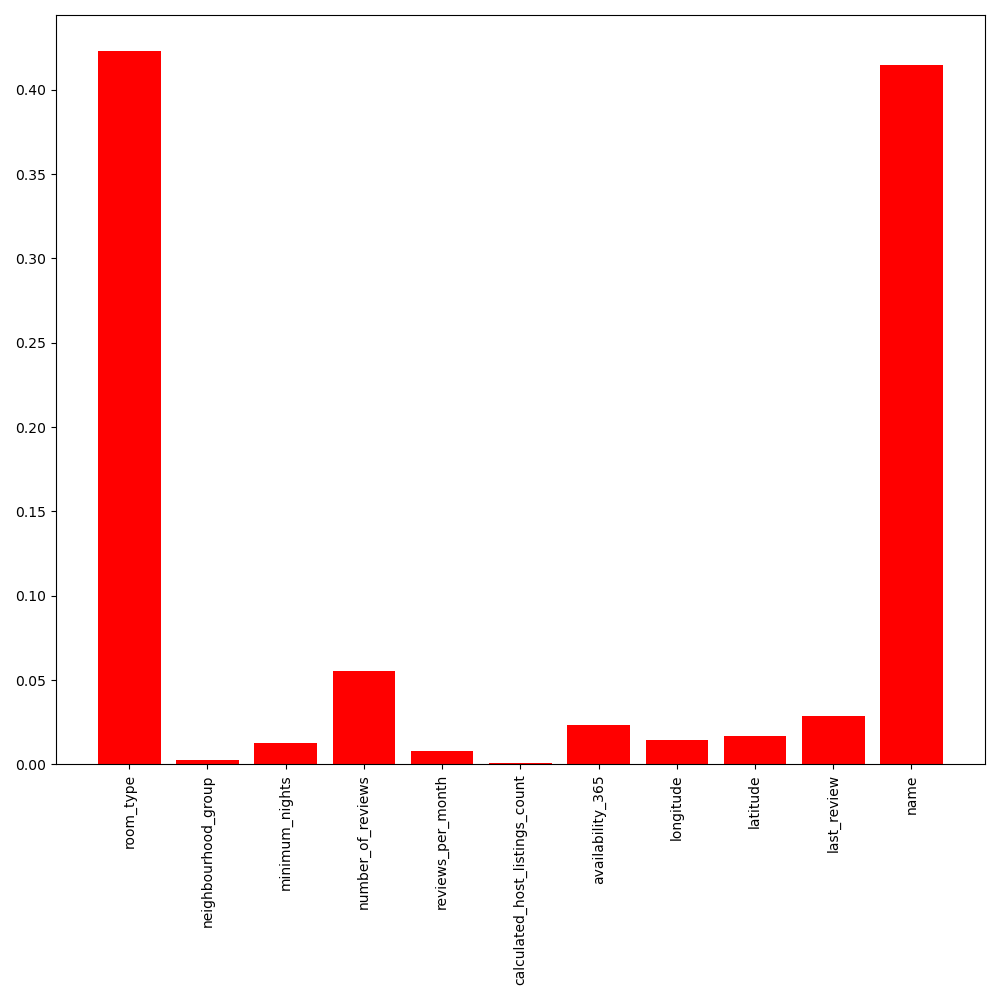 0.40
0.35
0.30
0.25
0.20
0.15
0.10
0.05
0.00
room_type
neighbourhood_group
minimum_nights
number_of_reviews
reviews_per_month
calculated_host_listings_count
availability_365
longitude
latitude
last_review
name